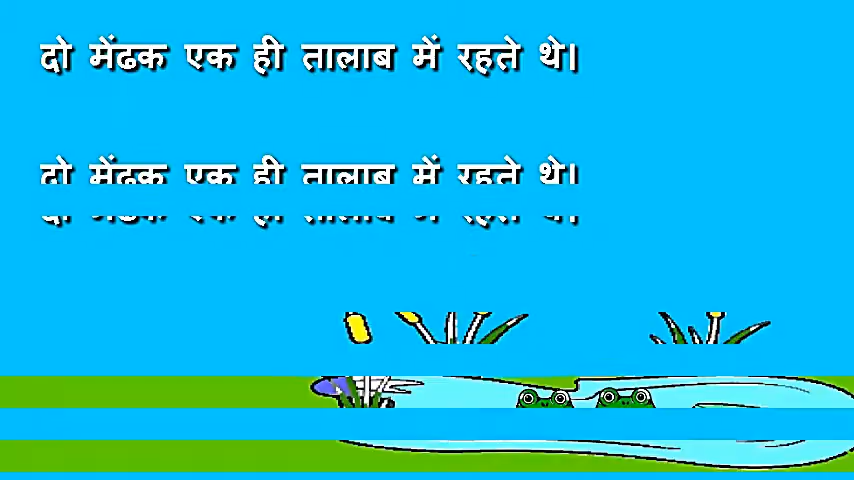 दो मेंढक एक ही तालाब में रहते थे।
दो मेंढक एक ही तालाब में रहते थे।